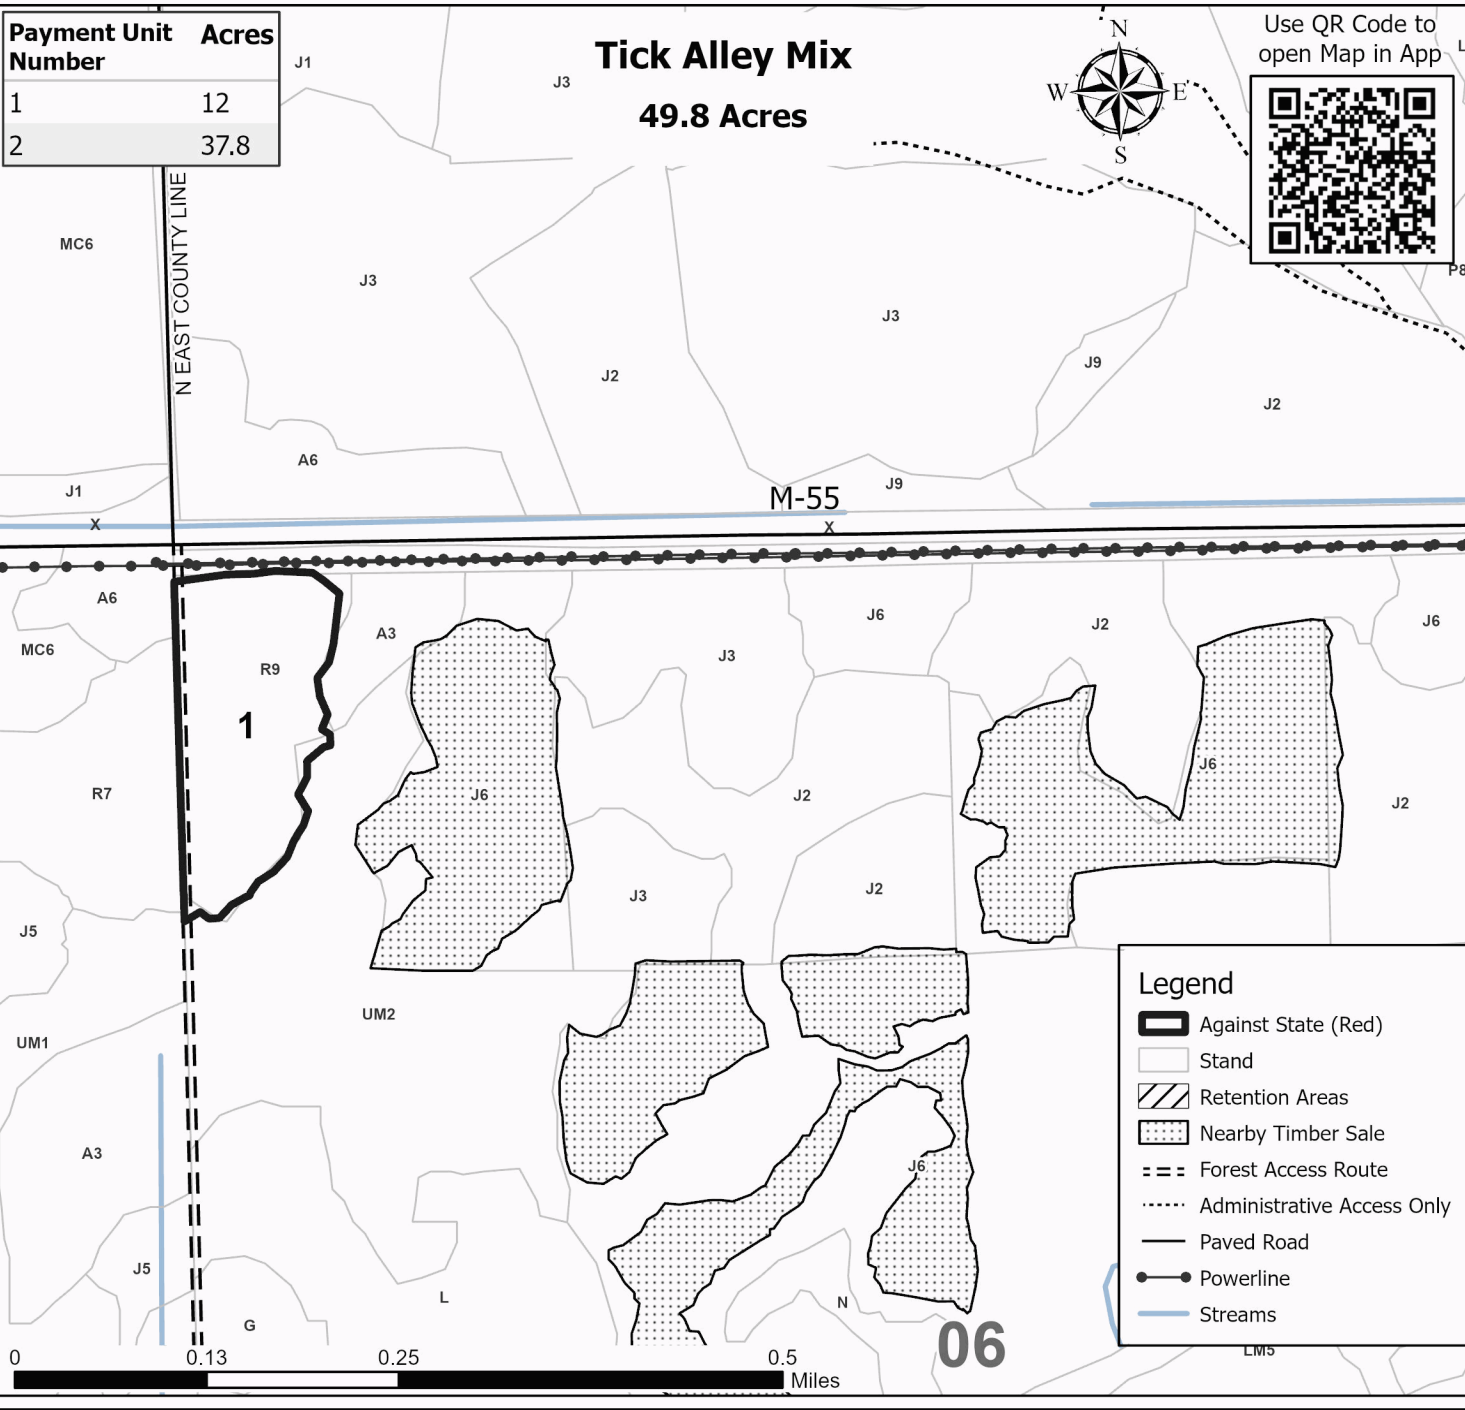 Payment Unit Number Acres
1 12
2 37.8
Tick Alley Mix
49.8 Acres
N
W E
S
Use QR Code to
open Map in App
J1
J3
L
MC6
N EAST COUNTY LINE
J3
J3
P8
J2
J9
J2
A6
J1
J9
M-55
X
X
A6
A3
J6
J2
J6
MC6
R9
J3
1
R7
J6
J2
J6
J2
J3
J2
J5
UM2
UM1
A3
J6
J5
L
N
G
06
LM5
Legend
Against State (Red)
Stand
Retention Areas
Nearby Timber Sale
Forest Access Route
Administrative Access Only
Paved Road
Powerline
Streams
0 0.13 0.25 0.5
Miles